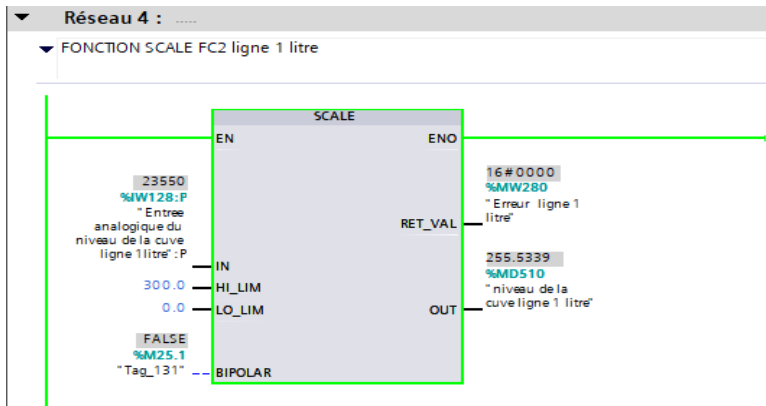 Réseau 4 : .....
FONCTION SCALE FC2 ligne 1 litre
SCALE
EN
ENO
23550
%IW128:P
"Entree
analogique du
niveau de la cuve
ligne 1litre":P
IN
300.0
HI_LIM
0.0
LO_LIM
FALSE
%M25.1
"Tag_131"
BIPOLAR
16#0000
%MW280
"Erreur ligne 1
litre"
RET_VAL
255.5339
%MD510
"niveau de la
cuve ligne 1 litre"
OUT